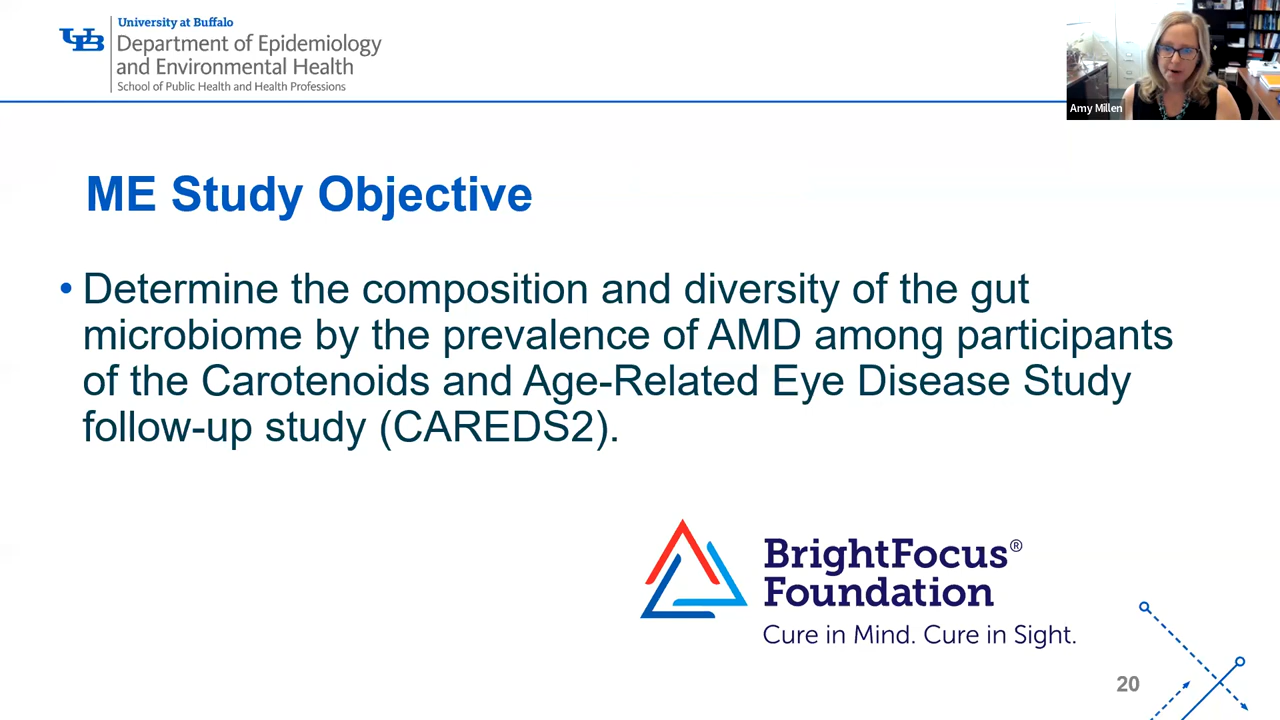 University at Buffalo
UB
Department of Epidemiology
and Environmental Health
School of Public Health and Health Professions
Amy Millen
ME Study Objective
• Determine the composition and diversity of the gut
microbiome by the prevalence of AMD among participants
of the Carotenoids and Age-Related Eye Disease Study
follow-up study (CAREDS2).
BrightFocus®
Foundation
Cure in Mind. Cure in Sight.
20